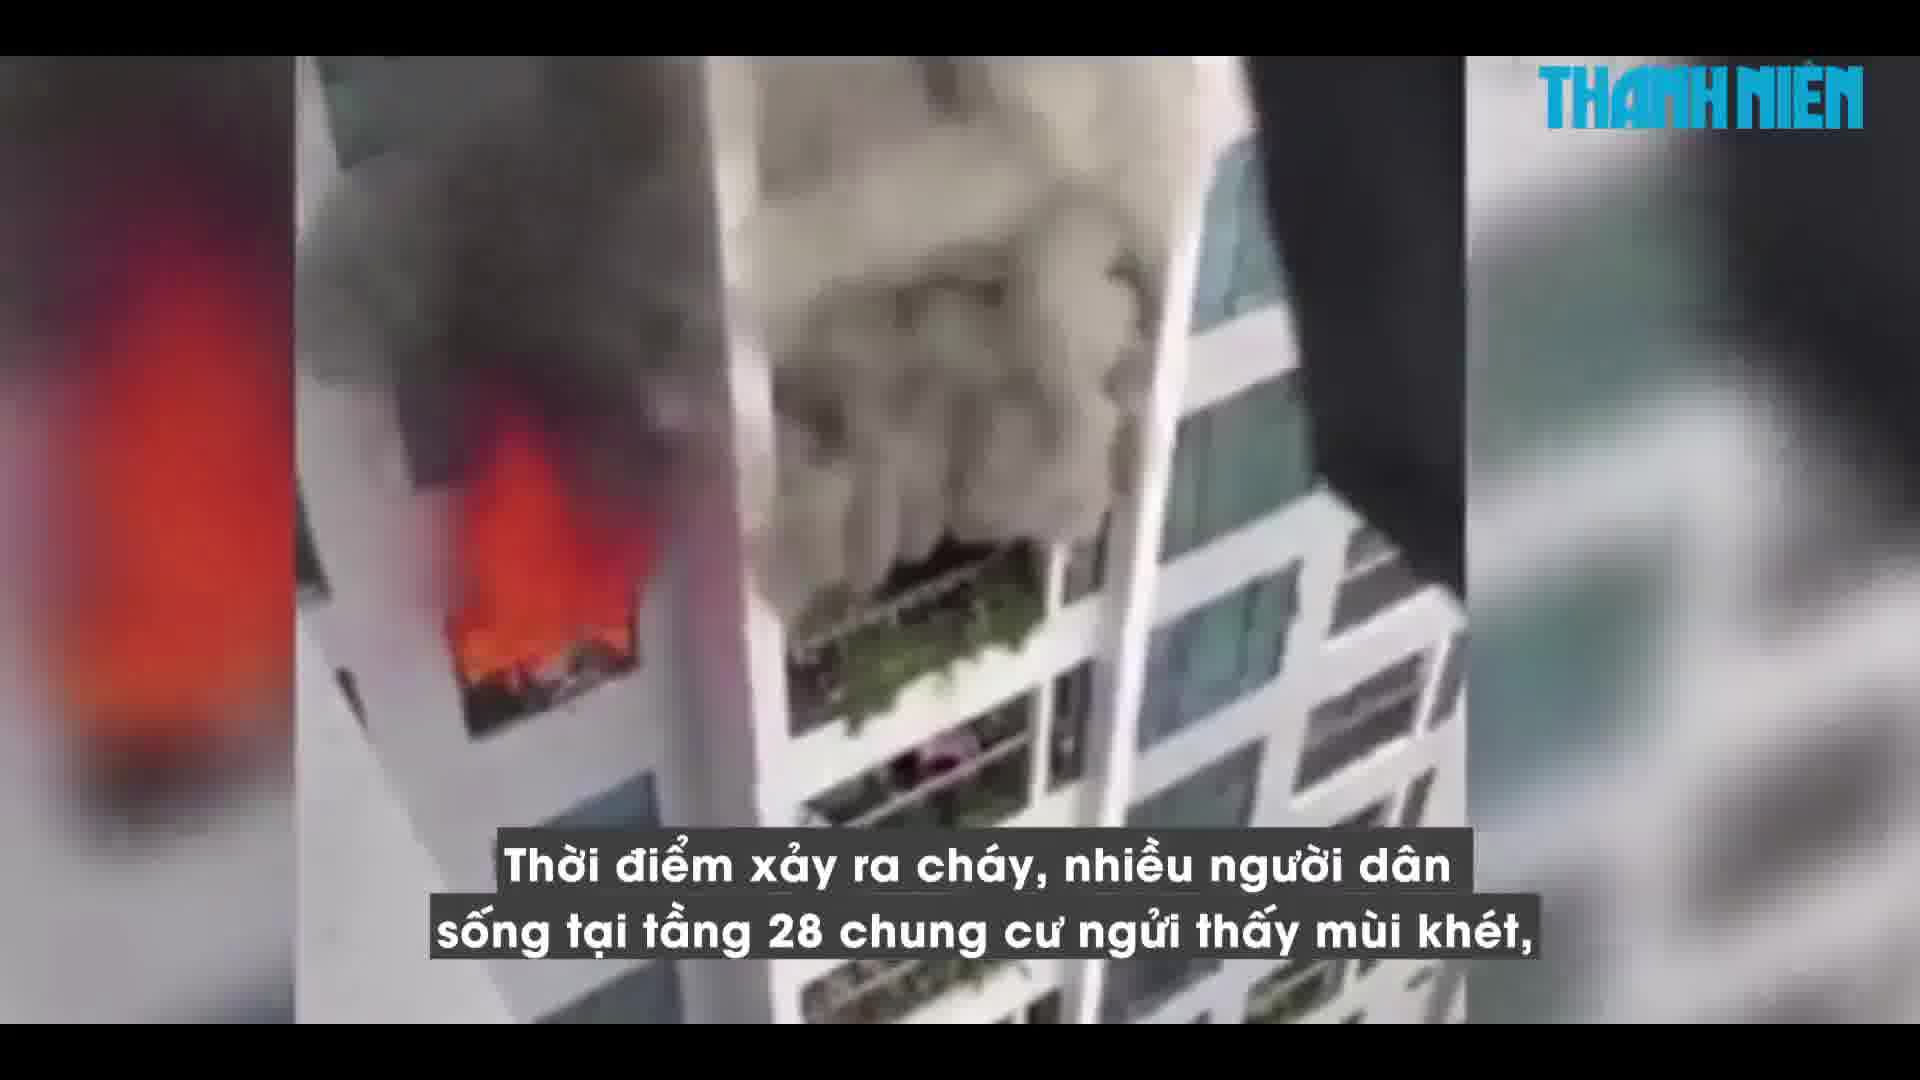 THANH NIÊN
Thời điểm xảy ra cháy, nhiều người dân
sống tại tầng 28 chung cư ngửi thấy mùi khét,